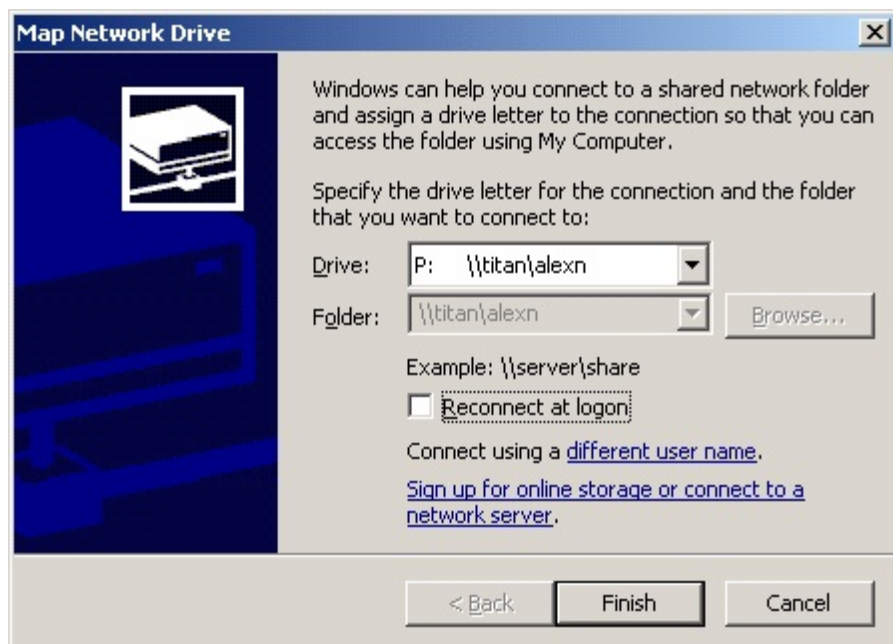 Map Network Drive
Windows can help you connect to a shared network folder
and assign a drive letter to the connection so that you can
access the folder using My Computer.
Specify the drive letter for the connection and the folder
that you want to connect to:
Drive: P: \\titan\alexn
Folder: \\titan\alexn Browse...
Example: \\server\share
Reconnect at logon
Connect using a different user name.
Sign up for online storage or connect to a
network server.
< Back Finish Cancel